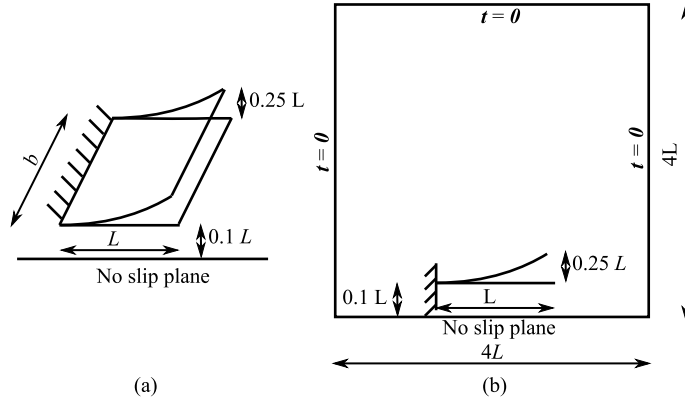 0.25 L
b
L
0.1 L
No slip plane
(a)
t = 0
t = 0
t = 0
4L
0.25 L
0.1 L
L
No slip plane
4L
(b)